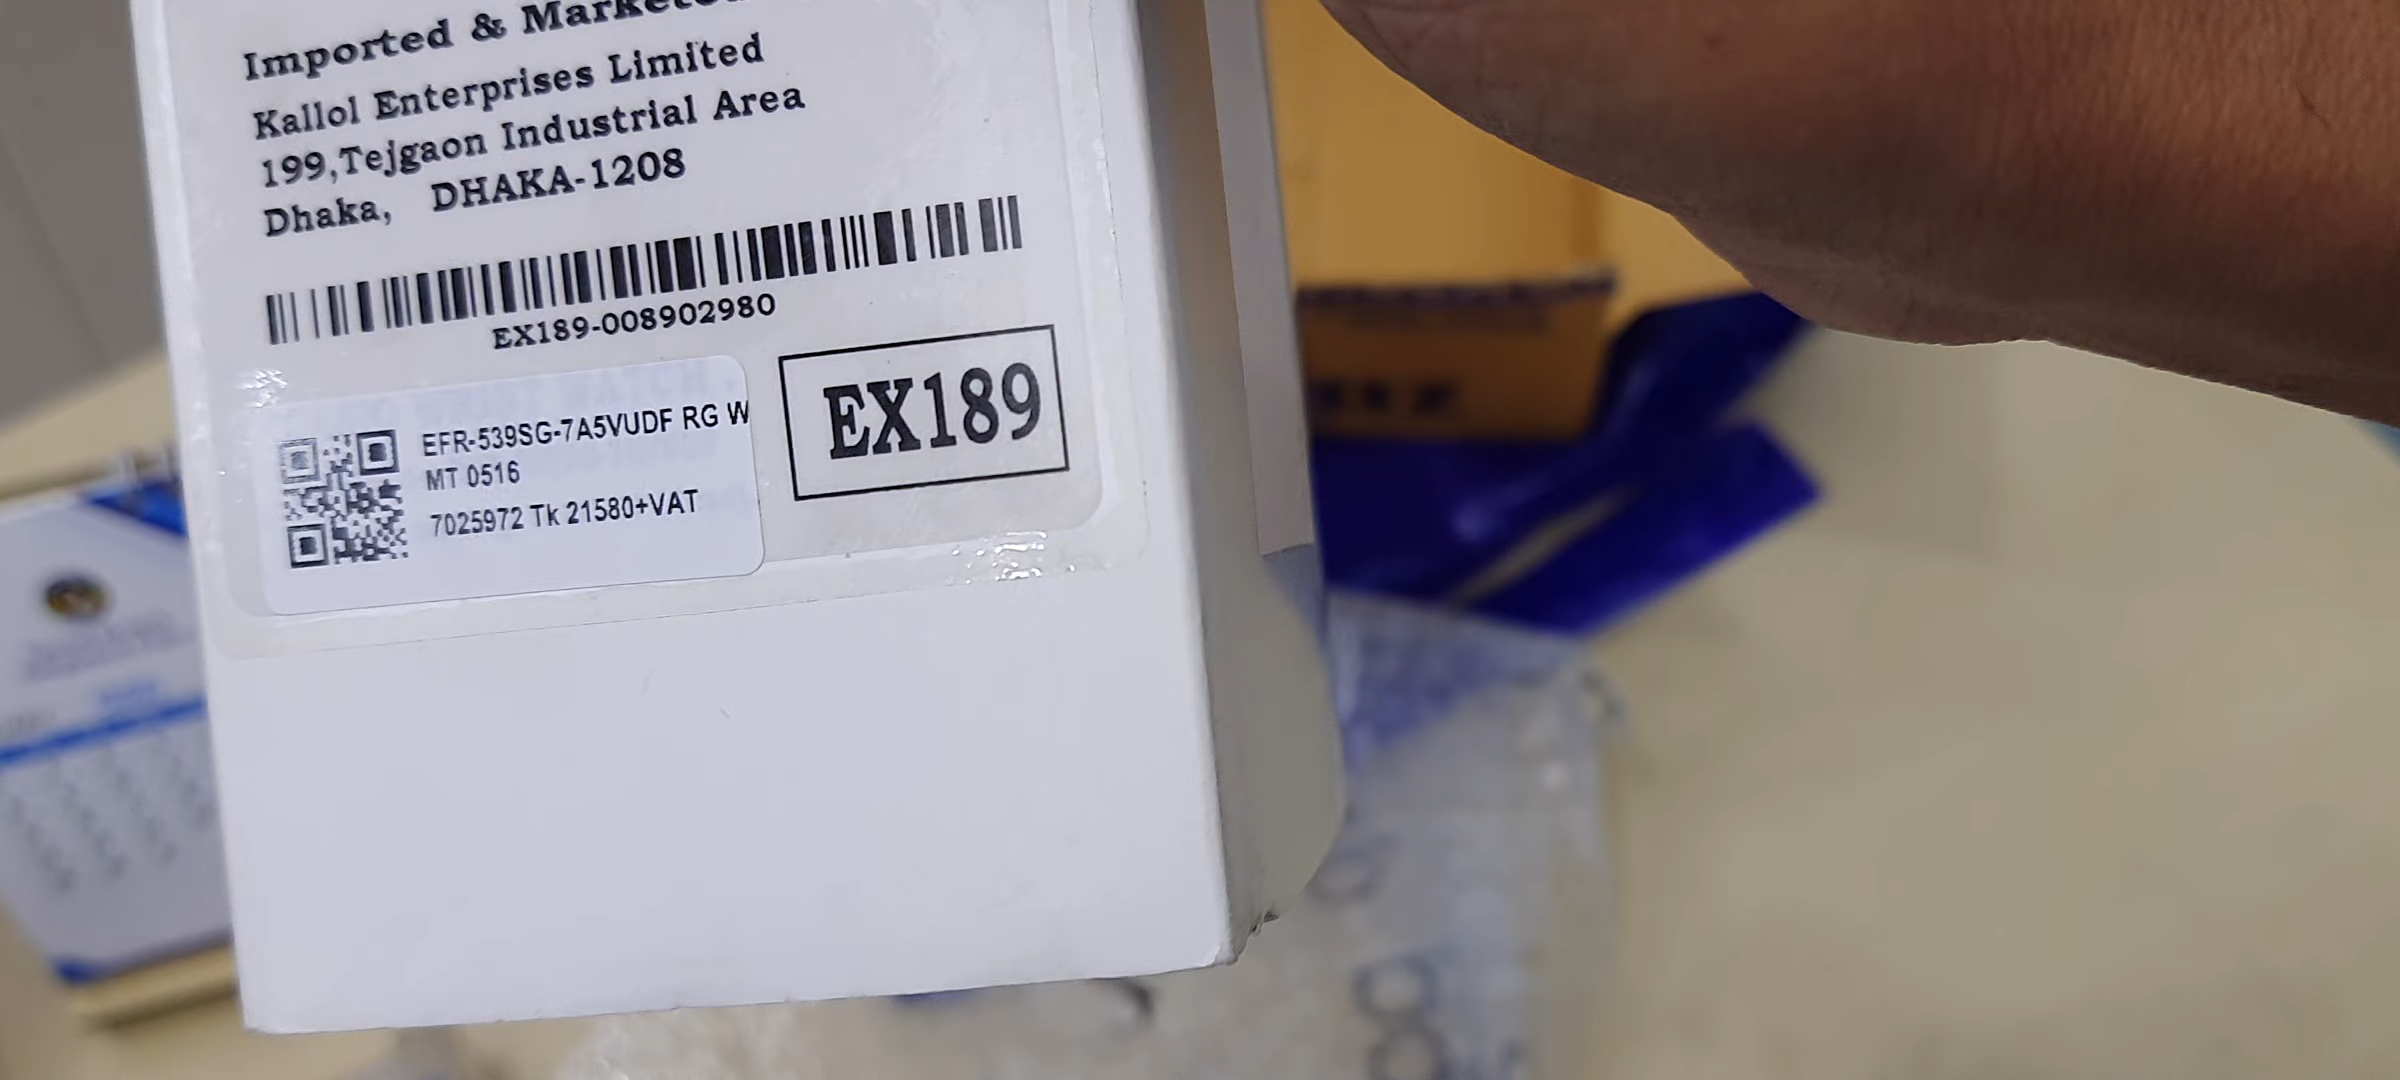 Imported & Marketed
Kallol Enterprises Limited
199,Tejgaon Industrial Area
Dhaka, DHAKA-1208
EX189-008902980
EX189
EFR-539SG-7A5VUDF RG W
MT 0516
7025972 Tk 21580+VAT